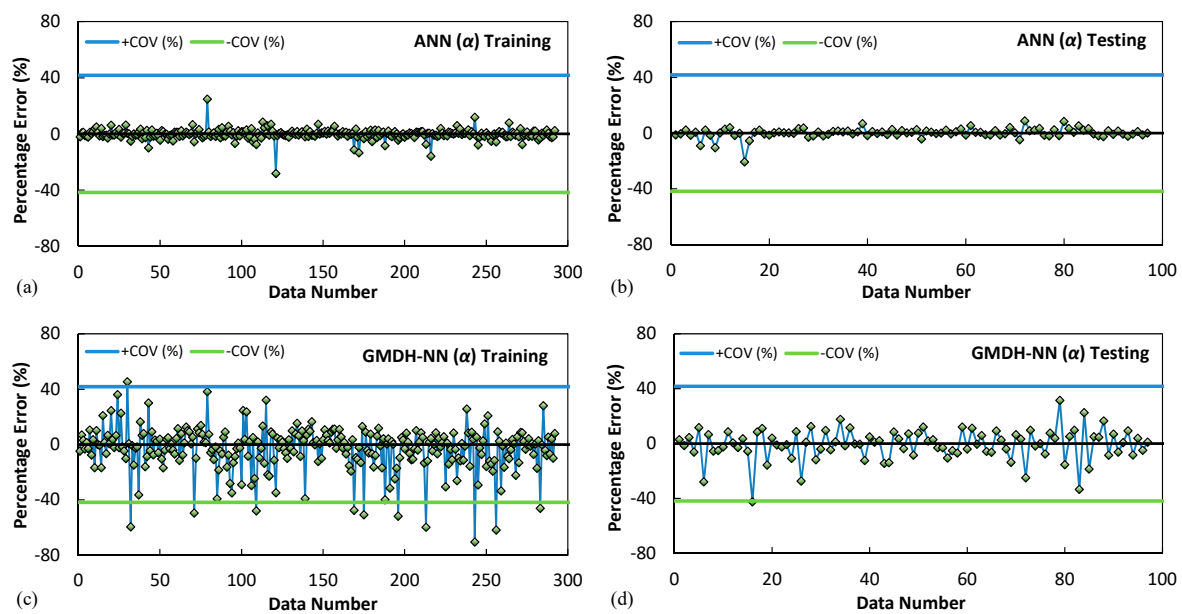 80
40
0
-40
-80
Percentage Error (%)
+COV (%) -COV (%)
ANN (α) Training
0 50 100 150 200 250 300
(a) Data Number
80
40
0
-40
-80
Percentage Error (%)
+COV (%) -COV (%)
ANN (α) Testing
0 20 40 60 80 100
(b) Data Number
80
40
0
-40
-80
Percentage Error (%)
+COV (%) -COV (%)
GMDH-NN (α) Training
0 50 100 150 200 250 300
(c) Data Number
80
40
0
-40
-80
Percentage Error (%)
+COV (%) -COV (%)
GMDH-NN (α) Testing
0 20 40 60 80 100
(d) Data Number